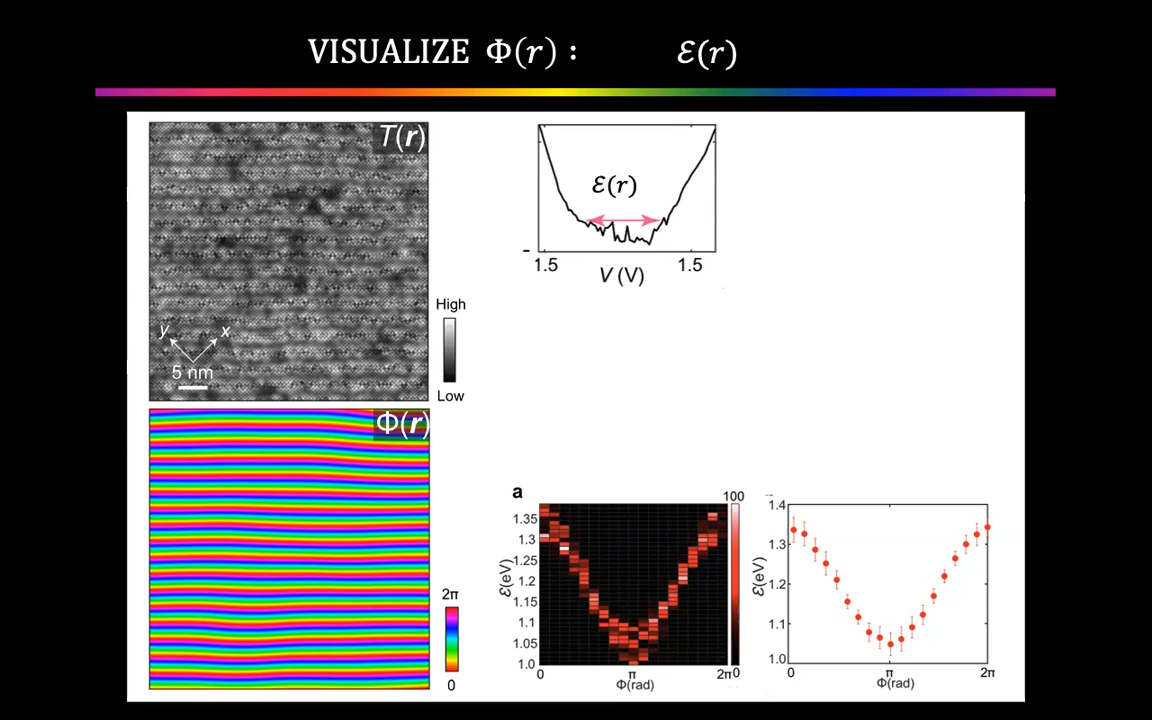 VISUALIZE Φ(r) : ℰ(r)
T(r)
y x
5 nm
High
Low
Φ(r)
2π
0
ℰ(r)
-
1.5 1.5
V (V)
a
100
0
1.35
1.3
1.25
1.2
1.15
1.1
1.05
1.0
ℰ(eV)
0 π 2π
Φ(rad)
1.4
1.3
1.2
1.1
1.0
ℰ(eV)
0 π 2π
Φ(rad)